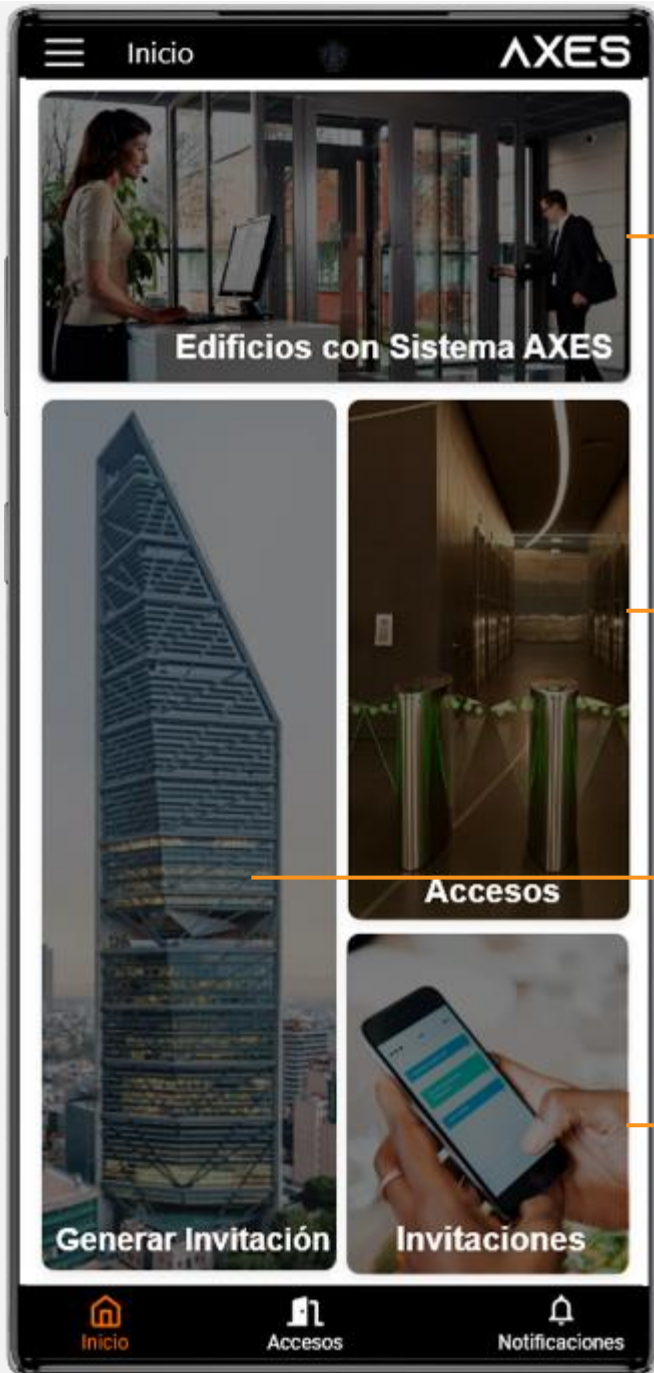 Inicio
AXES
Edificios con Sistema AXES
Accesos
Generar Invitación
Invitaciones
Inicio
Accesos
Notificaciones